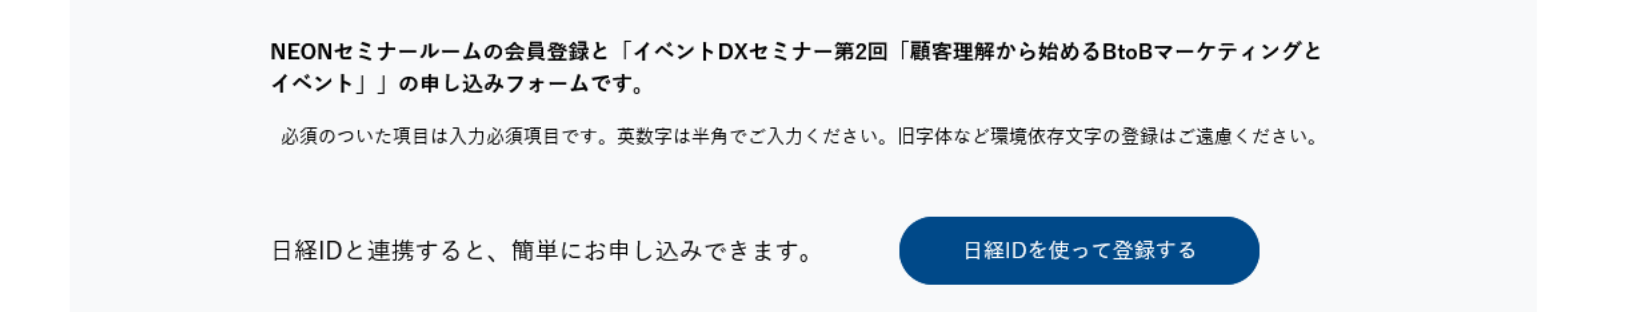 NEONセミナールームの会員登録と「イベントDXセミナー第2回「顧客理解から始めるBtoBマーケティングと
イベント」」の申し込みフォームです。
必須のついた項目は入力必須項目です。英数字は半角でご入力ください。旧字体など環境依存文字の登録はご遠慮ください。
日経IDと連携すると、簡単にお申し込みできます。
日経IDを使って登録する